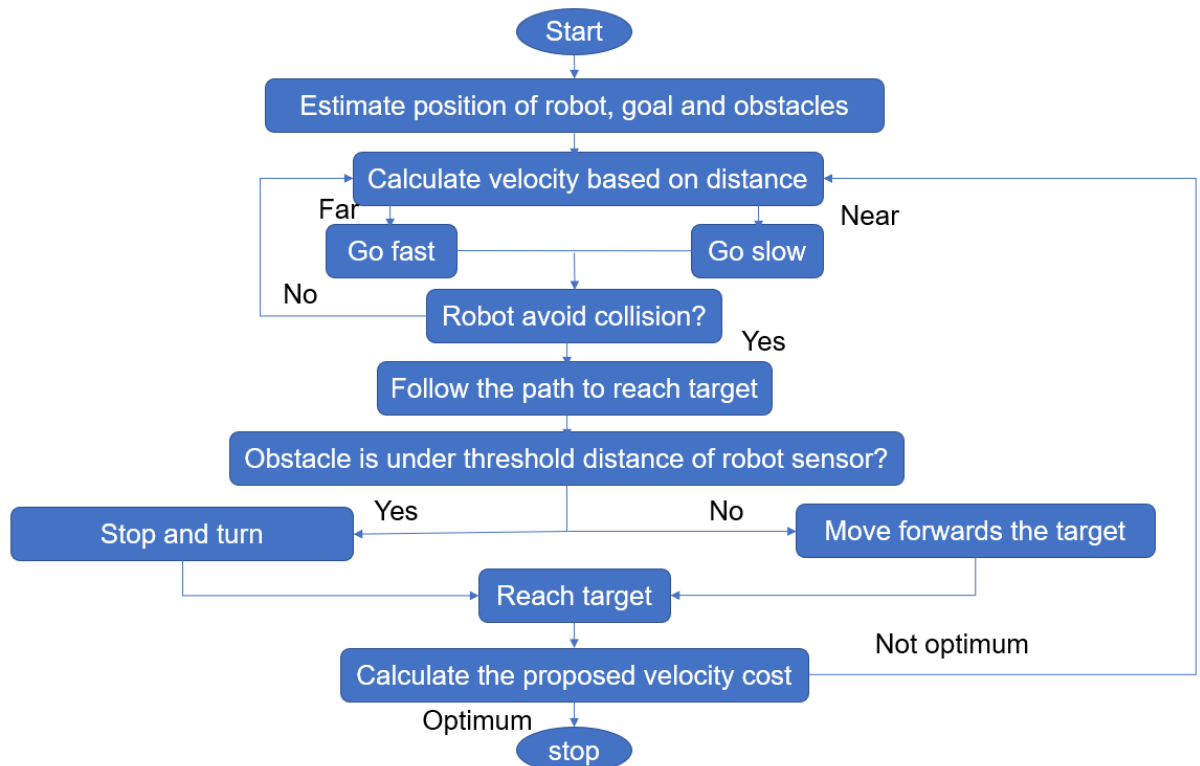 Start
Estimate position of robot, goal and obstacles
Calculate velocity based on distance
Far
Near
Go fast
Go slow
No
Robot avoid collision?
Yes
Follow the path to reach target
Obstacle is under threshold distance of robot sensor?
Yes
No
Stop and turn
Move forwards the target
Reach target
Not optimum
Calculate the proposed velocity cost
Optimum
stop